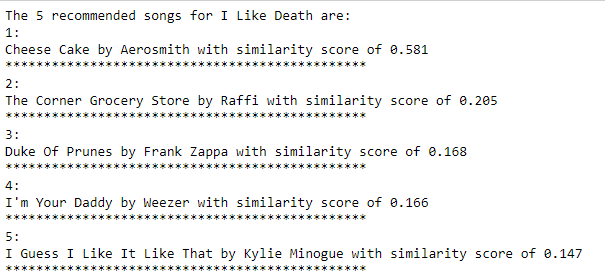 The 5 recommended songs for I Like Death are:
1:
Cheese Cake by Aerosmith with similarity score of 0.581
***********************************************
2:
The Corner Grocery Store by Raffi with similarity score of 0.205
***********************************************
3:
Duke Of Prunes by Frank Zappa with similarity score of 0.168
***********************************************
4:
I'm Your Daddy by Weezer with similarity score of 0.166
***********************************************
5:
I Guess I Like It Like That by Kylie Minogue with similarity score of 0.147
***********************************************